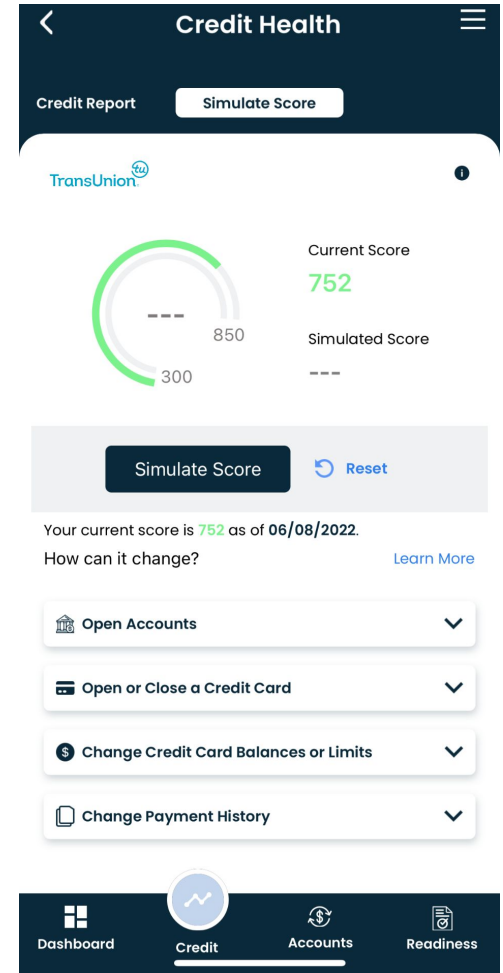 Credit Health
Credit Report Simulate Score
TransUnion
tu
Current Score
752
---
850
300
Simulated Score
---
Simulate Score Reset
Your current score is 752 as of 06/08/2022.
How can it change? Learn More
Open Accounts
Open or Close a Credit Card
$ Change Credit Card Balances or Limits
Change Payment History
Dashboard Credit Accounts Readiness